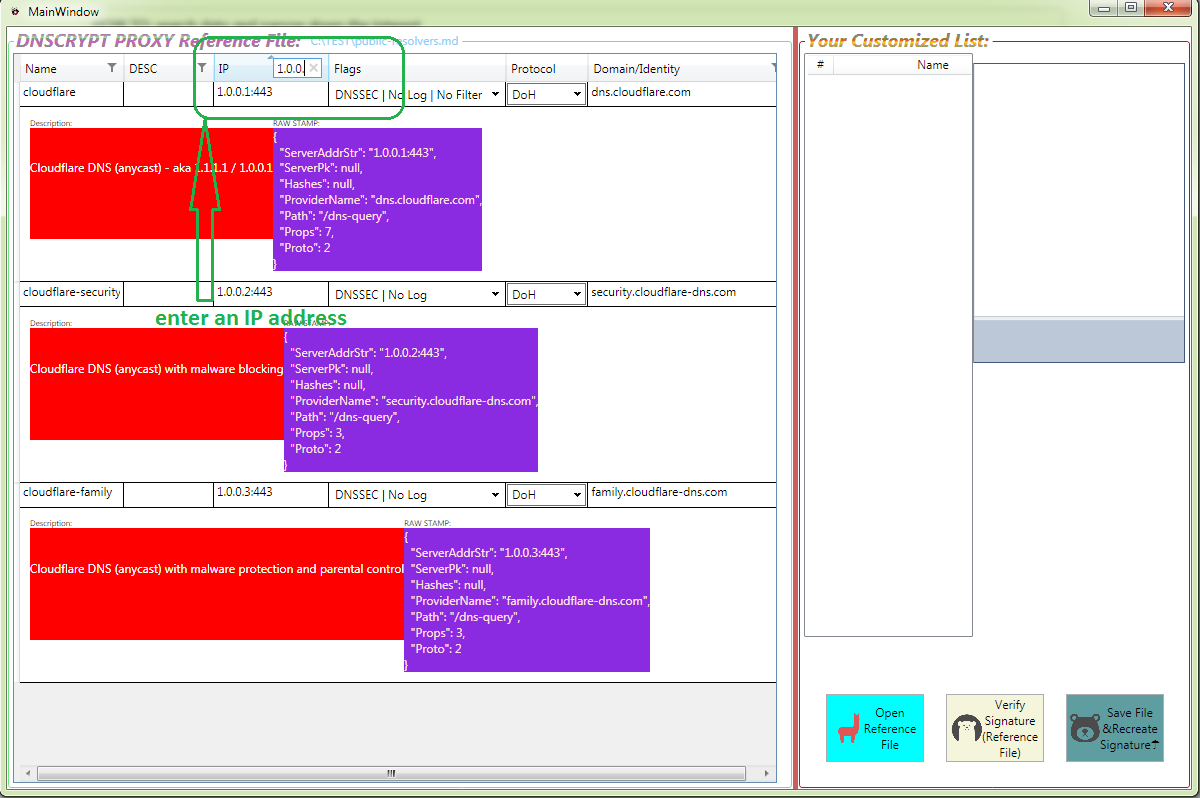 MainWindow
DNSCRYPT PROXY Reference File: C:\TEST\public-resolvers.md
Name DESC IP 1.0.0. Flags Protocol Domain/Identity
cloudflare 1.0.0.1:443 DNSSEC | No Log | No Filter DoH dns.cloudflare.com
Description:
Cloudflare DNS (anycast) - aka 1.1.1.1 / 1.0.0.1
RAW STAMP:
{
"ServerAddrStr": "1.0.0.1:443",
"ServerPk": null,
"Hashes": null,
"ProviderName": "dns.cloudflare.com",
"Path": "/dns-query",
"Props": 7,
"Proto": 2
}
cloudflare-security 1.0.0.2:443 DNSSEC | No Log DoH security.cloudflare-dns.com
enter an IP address
Description:
Cloudflare DNS (anycast) with malware blocking
{
"ServerAddrStr": "1.0.0.2:443",
"ServerPk": null,
"Hashes": null,
"ProviderName": "security.cloudflare-dns.com",
"Path": "/dns-query",
"Props": 3,
"Proto": 2
}
cloudflare-family 1.0.0.3:443 DNSSEC | No Log DoH family.cloudflare-dns.com
Description:
Cloudflare DNS (anycast) with malware protection and parental control
RAW STAMP:
{
"ServerAddrStr": "1.0.0.3:443",
"ServerPk": null,
"Hashes": null,
"ProviderName": "family.cloudflare-dns.com",
"Path": "/dns-query",
"Props": 3,
"Proto": 2
}
Your Customized List:
# Name
Open
Reference
File
Verify
Signature
(Reference
File)
Save File
&Recreate
Signature